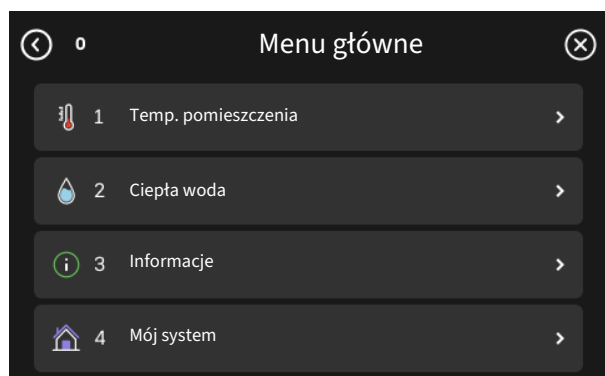 0 Menu główne
1 Temp. pomieszczenia
2 Ciepła woda
3 Informacje
4 Mój system